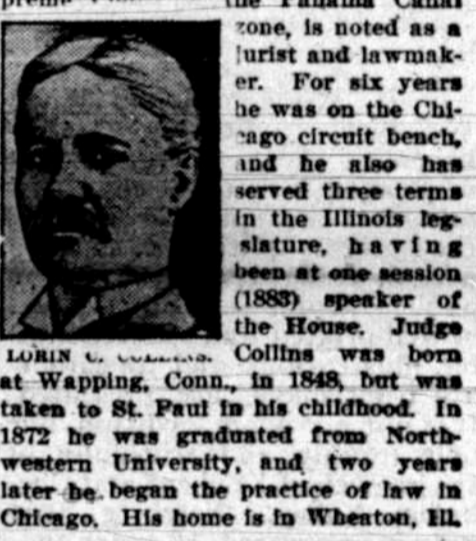 the Panama Canal
zone, is noted as a
jurist and lawmak-
er. For six years
he was on the Chi-
cago circuit bench,
and he also has
served three terms
in the Illinois leg-
slature, having
been at one session
(1883) speaker of
the House. Judge
LORIN C. COLLINS.
Collins was born
at Wapping, Conn., in 1848, but was
taken to St. Paul in his childhood. In
1872 he was graduated from North-
western University, and two years
later he began the practice of law in
Chicago. His home is in Wheaton, Ill.